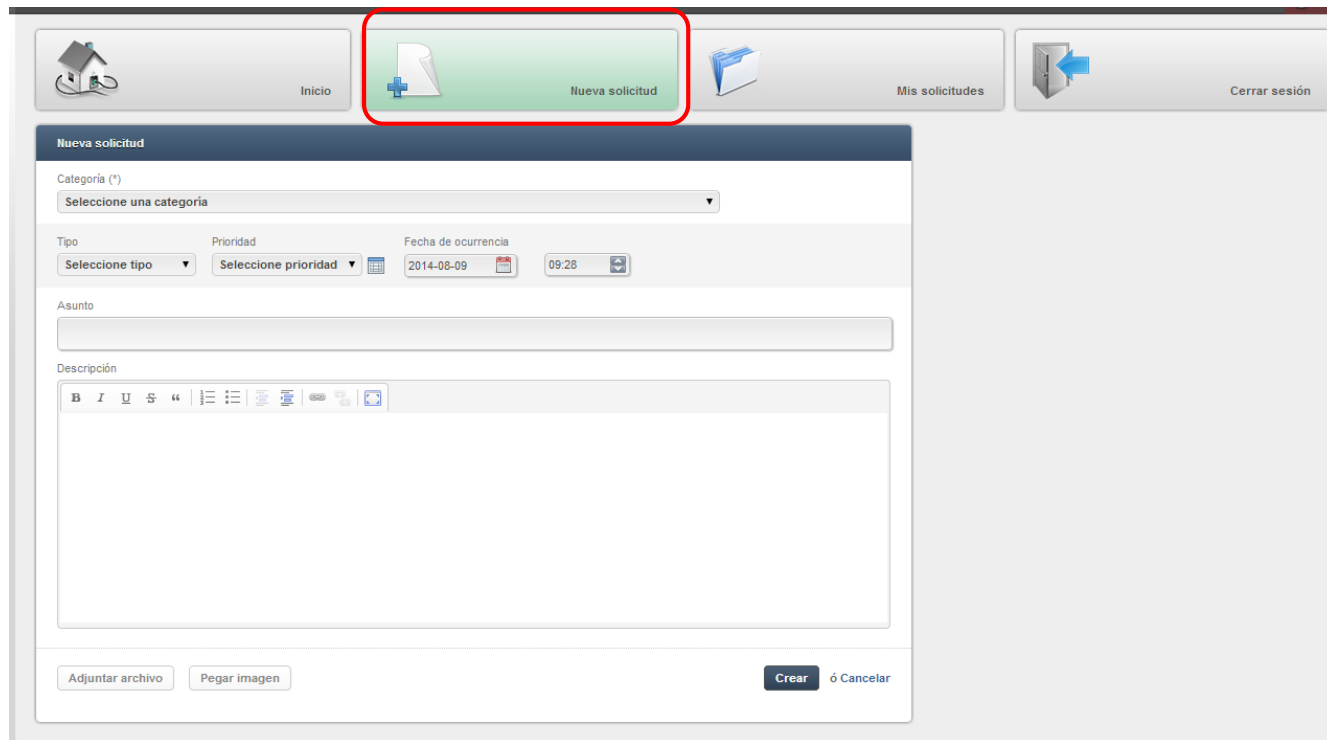 Inicio
Nueva solicitud
Mis solicitudes
Cerrar sesión
Nueva solicitud
Categoría (*)
Seleccione una categoría
Tipo Prioridad Fecha de ocurrencia
Seleccione tipo Seleccione prioridad 2014-08-09 09:28
Asunto
Descripción
B I U S “
Adjuntar archivo Pegar imagen Crear ó Cancelar